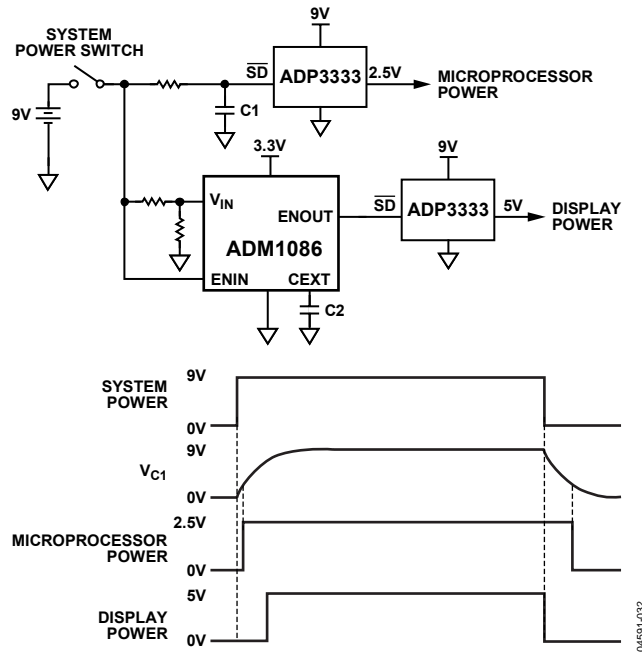 SYSTEM
POWER SWITCH
9V
9V
SD
ADP3333
2.5V
MICROPROCESSOR
POWER
C1
3.3V
9V
VIN
ENOUT
SD
ADP3333
5V
DISPLAY
POWER
ADM1086
ENIN
CEXT
C2
SYSTEM
POWER
9V
0V
VC1
9V
0V
MICROPROCESSOR
POWER
2.5V
0V
DISPLAY
POWER
5V
0V
04591-032